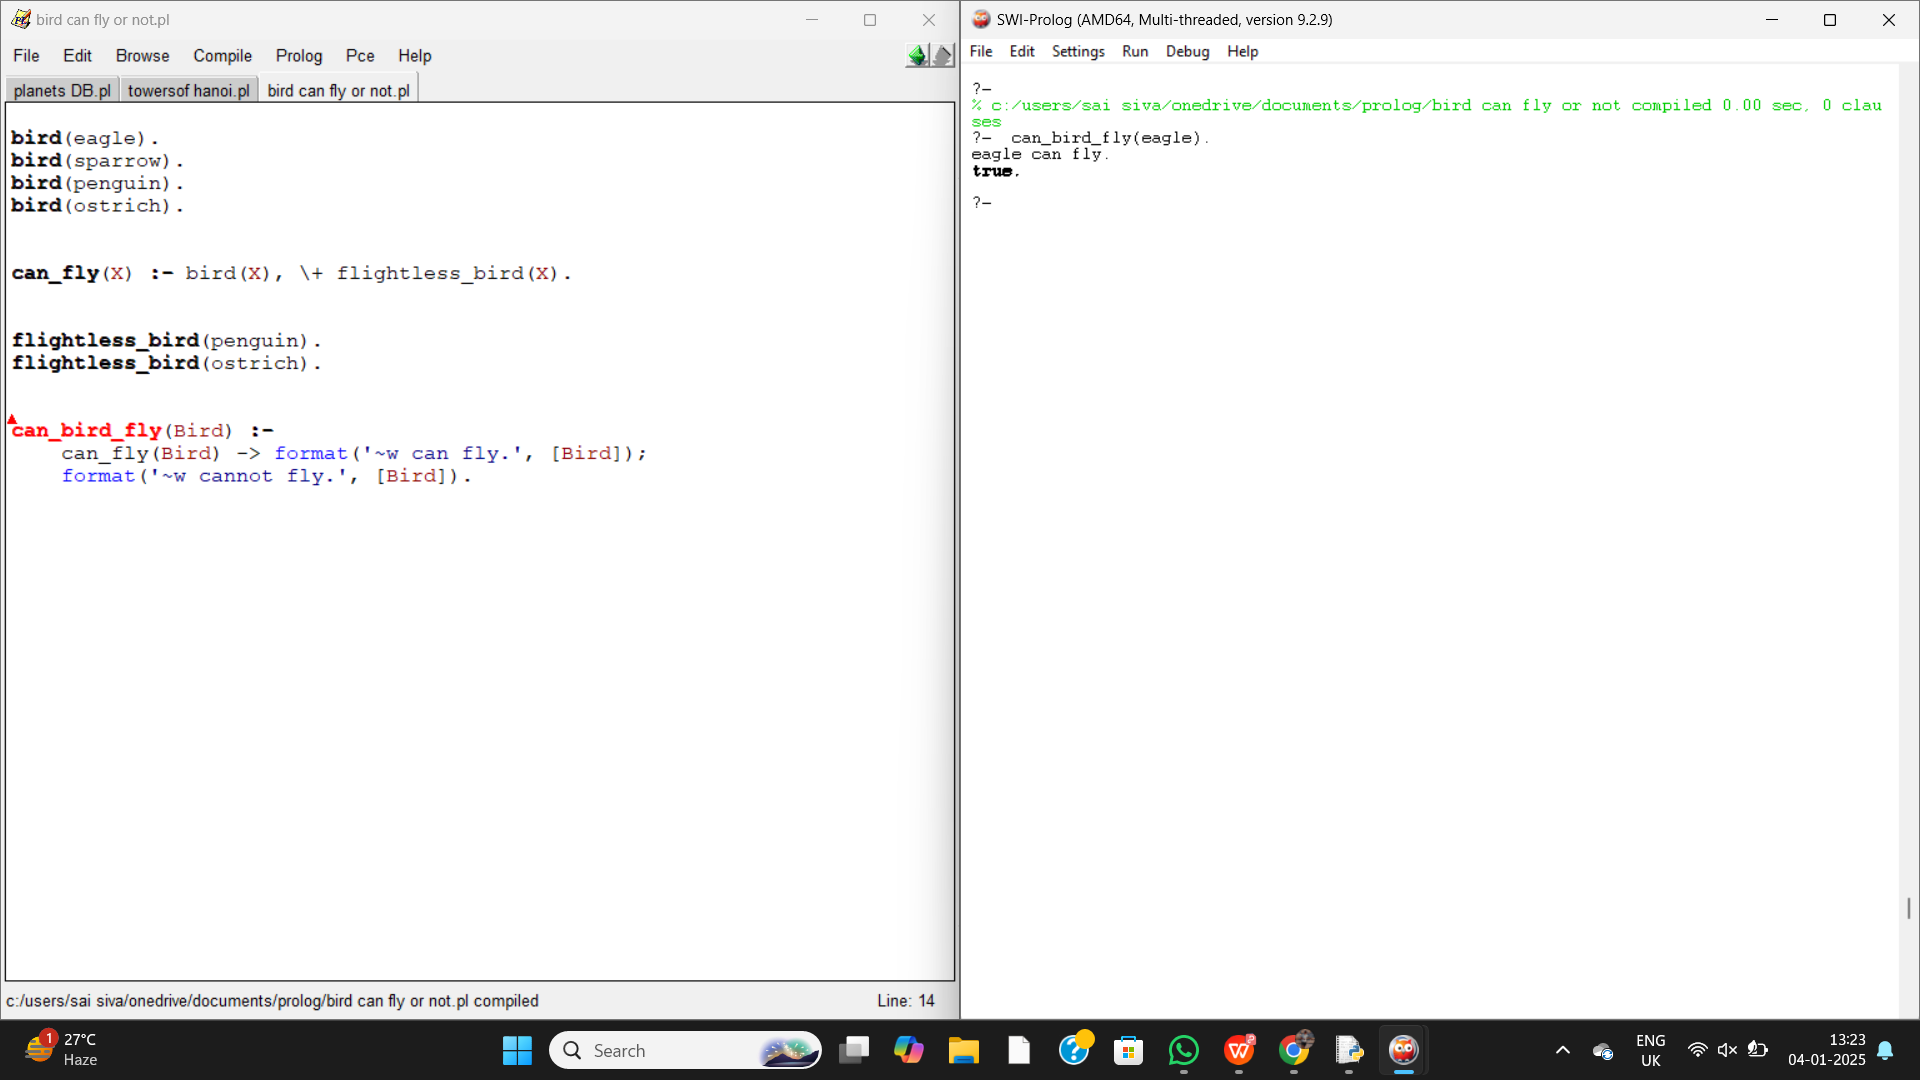 bird can fly or not.pl
File Edit Browse Compile Prolog Pce Help
planets DB.pl towersof hanoi.pl bird can fly or not.pl
bird(eagle).
bird(sparrow).
bird(penguin).
bird(ostrich).
can_fly(X) :- bird(X), \+ flightless_bird(X).
flightless_bird(penguin).
flightless_bird(ostrich).
can_bird_fly(Bird) :-
    can_fly(Bird) -> format('~w can fly.', [Bird]);
    format('~w cannot fly.', [Bird]).
c:/users/sai siva/onedrive/documents/prolog/bird can fly or not.pl compiled Line: 14
SWI-Prolog (AMD64, Multi-threaded, version 9.2.9)
File Edit Settings Run Debug Help
?-
% c:/users/sai siva/onedrive/documents/prolog/bird can fly or not compiled 0.00 sec, 0 clau
ses
?- can_bird_fly(eagle).
eagle can fly.
true.
?-
1
27°C
Haze
Search
W
ENG
UK
13:23
04-01-2025